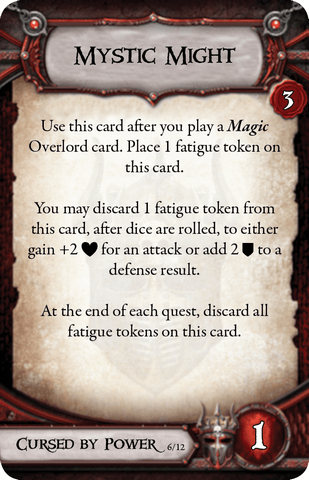 Mystic Might
3
Use this card after you play a Magic
Overlord card. Place 1 fatigue token on
this card.
You may discard 1 fatigue token from
this card, after dice are rolled, to either
gain +2 ♥ for an attack or add 2 to a
defense result.
At the end of each quest, discard all
fatigue tokens on this card.
Cursed by Power 6/12
1